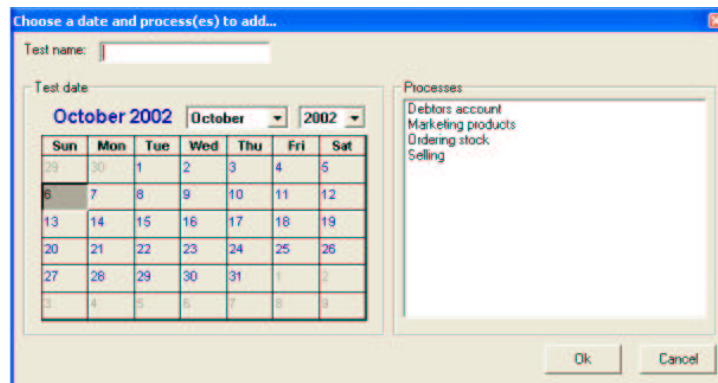 Choose a date and process(es) to add...
Test name:
Test date
October 2002 October 2002
Sun Mon Tue Wed Thu Fri Sat
29 30 1 2 3 4 5
6 7 8 9 10 11 12
13 14 15 16 17 18 19
20 21 22 23 24 25 26
27 28 29 30 31 1 2
3 4 5 6 7 8 9
Processes
Debtors account
Marketing products
Ordering stock
Selling
Ok Cancel